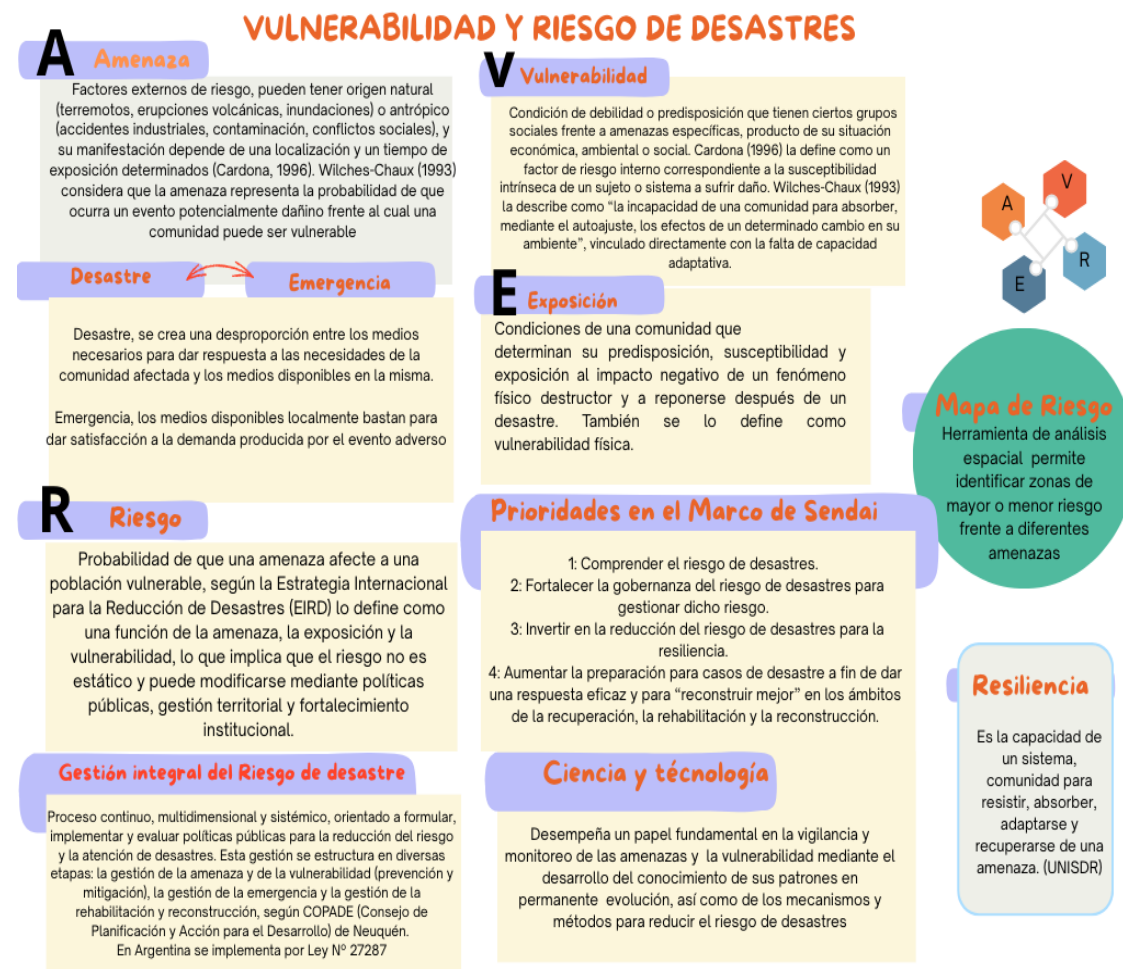 VULNERABILIDAD Y RIESGO DE DESASTRES
A Amenaza
Factores externos de riesgo, pueden tener origen natural
(terremotos, erupciones volcánicas, inundaciones) o antrópico
(accidentes industriales, contaminación, conflictos sociales), y
su manifestación depende de una localización y un tiempo de
exposición determinados (Cardona, 1996). Wilches-Chaux (1993)
considera que la amenaza representa la probabilidad de que
ocurra un evento potencialmente dañino frente al cual una
comunidad puede ser vulnerable
V Vulnerabilidad
Condición de debilidad o predisposición que tienen ciertos grupos
sociales frente a amenazas específicas, producto de su situación
económica, ambiental o social. Cardona (1996) la define como un
factor de riesgo interno correspondiente a la susceptibilidad
intrínseca de un sujeto o sistema a sufrir daño. Wilches-Chaux (1993)
la describe como “la incapacidad de una comunidad para absorber,
mediante el autoajuste, los efectos de un determinado cambio en su
ambiente”, vinculado directamente con la falta de capacidad
adaptativa.
A
V
E
R
Desastre
Emergencia
Desastre, se crea una desproporción entre los medios
necesarios para dar respuesta a las necesidades de la
comunidad afectada y los medios disponibles en la misma.
Emergencia, los medios disponibles localmente bastan para
dar satisfacción a la demanda producida por el evento adverso
E Exposición
Condiciones de una comunidad que
determinan su predisposición, susceptibilidad y
exposición al impacto negativo de un fenómeno
físico destructor y a reponerse después de un
desastre. También se lo define como
vulnerabilidad física.
Mapa de Riesgo
Herramienta de análisis
espacial permite
identificar zonas de
mayor o menor riesgo
frente a diferentes
amenazas
R Riesgo
Probabilidad de que una amenaza afecte a una
población vulnerable, según la Estrategia Internacional
para la Reducción de Desastres (EIRD) lo define como
una función de la amenaza, la exposición y la
vulnerabilidad, lo que implica que el riesgo no es
estático y puede modificarse mediante políticas
públicas, gestión territorial y fortalecimiento
institucional.
Prioridades en el Marco de Sendai
1: Comprender el riesgo de desastres.
2: Fortalecer la gobernanza del riesgo de desastres para
gestionar dicho riesgo.
3: Invertir en la reducción del riesgo de desastres para la
resiliencia.
4: Aumentar la preparación para casos de desastre a fin de dar
una respuesta eficaz y para “reconstruir mejor” en los ámbitos
de la recuperación, la rehabilitación y la reconstrucción.
Resiliencia
Es la capacidad de
un sistema,
comunidad para
resistir, absorber,
adaptarse y
recuperarse de una
amenaza. (UNISDR)
Gestión integral del Riesgo de desastre
Proceso continuo, multidimensional y sistémico, orientado a formular,
implementar y evaluar políticas públicas para la reducción del riesgo
y la atención de desastres. Esta gestión se estructura en diversas
etapas: la gestión de la amenaza y de la vulnerabilidad (prevención y
mitigación), la gestión de la emergencia y la gestión de la
rehabilitación y reconstrucción, según COPADE (Consejo de
Planificación y Acción para el Desarrollo) de Neuquén.
En Argentina se implementa por Ley Nº 27287
Ciencia y técnología
Desempeña un papel fundamental en la vigilancia y
monitoreo de las amenazas y la vulnerabilidad mediante el
desarrollo del conocimiento de sus patrones en
permanente evolución, así como de los mecanismos y
métodos para reducir el riesgo de desastres